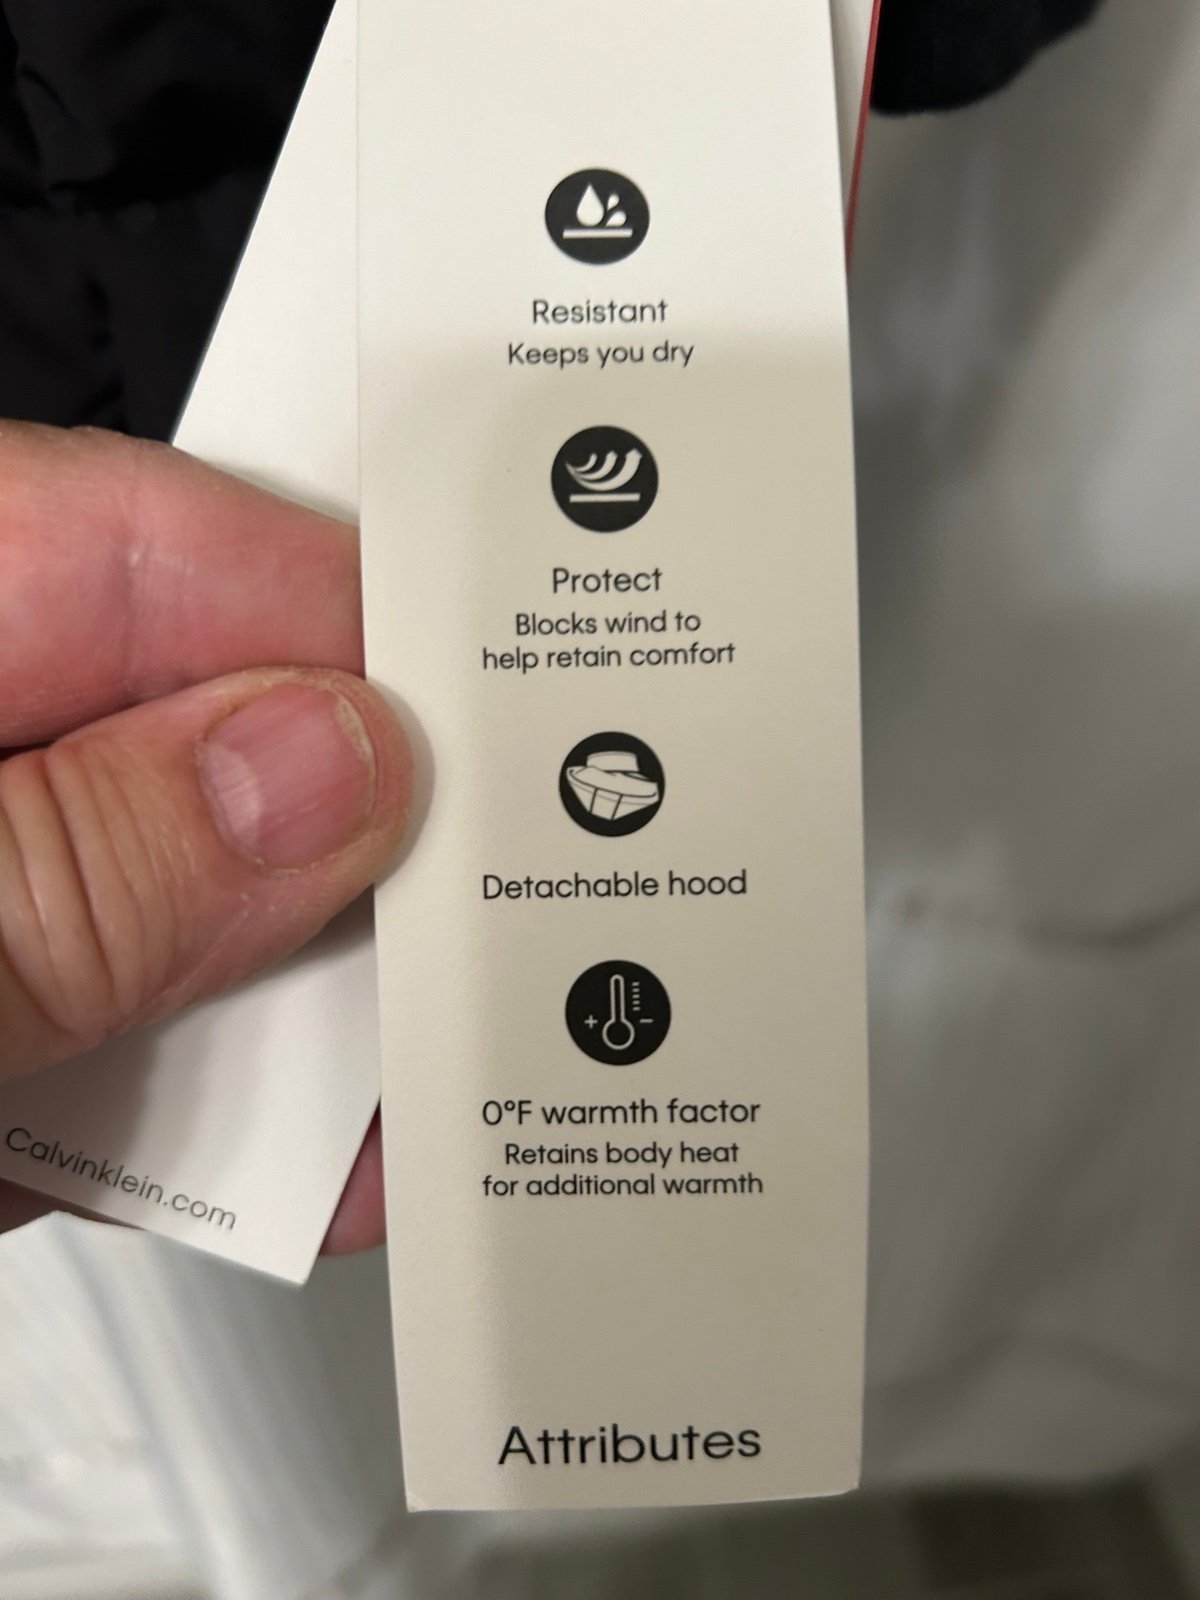 Resistant
Keeps you dry
Protect
Blocks wind to
help retain comfort
Detachable hood
0°F warmth factor
Retains body heat
for additional warmth
Attributes
Calvinklein.com